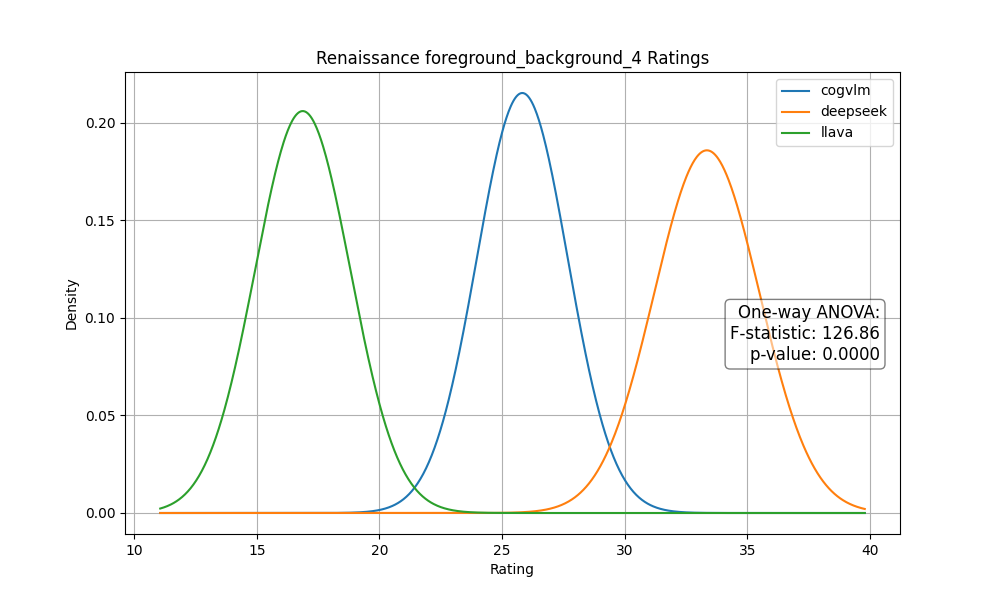 Renaissance foreground_background_4 Ratings
cogvlm
deepseek
llava
One-way ANOVA:
F-statistic: 126.86
p-value: 0.0000
Density
0.20
0.15
0.10
0.05
0.00
10 15 20 25 30 35 40
Rating